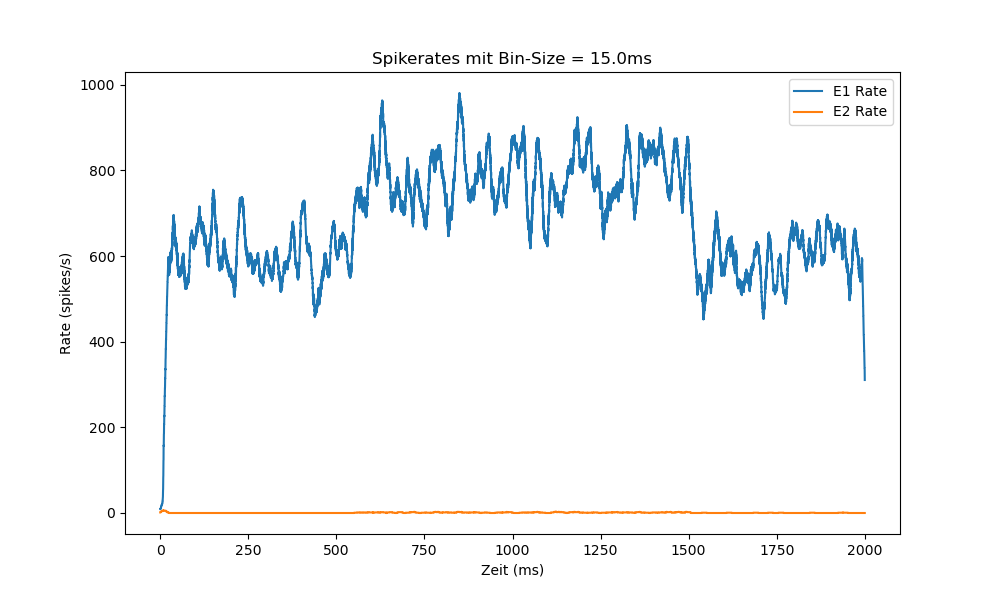 Spikerates mit Bin-Size = 15.0ms
E1 Rate
E2 Rate
Rate (spikes/s)
1000
800
600
400
200
0
0 250 500 750 1000 1250 1500 1750 2000
Zeit (ms)